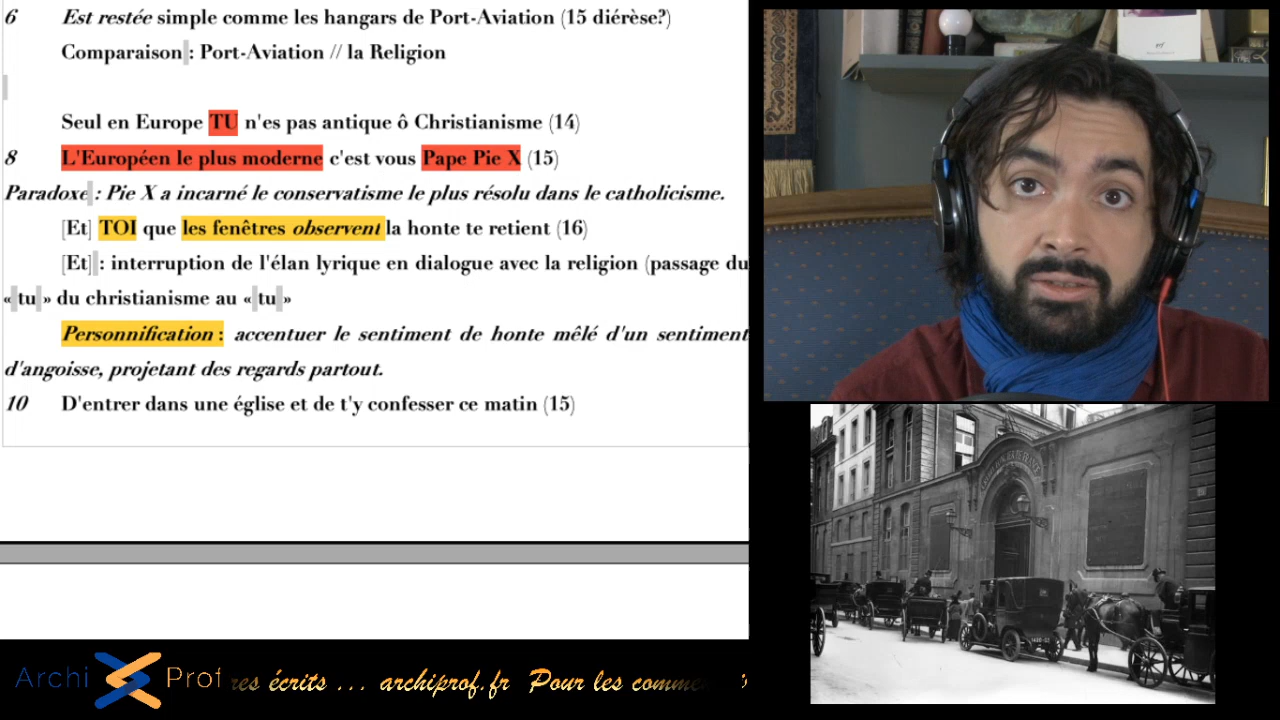 6 Est restée simple comme les hangars de Port-Aviation (15 diérèse?)
Comparaison : Port-Aviation // la Religion
Seul en Europe TU n'es pas antique ô Christianisme (14)
8 L'Européen le plus moderne c'est vous Pape Pie X (15)
Paradoxe : Pie X a incarné le conservatisme le plus résolu dans le catholicisme.
[Et] TOI que les fenêtres observent la honte te retient (16)
[Et] : interruption de l'élan lyrique en dialogue avec la religion (passage du
« tu » du christianisme au « tu »
Personnification : accentuer le sentiment de honte mêlé d'un sentiment
d'angoisse, projetant des regards partout.
10 D'entrer dans une église et de t'y confesser ce matin (15)
Archi Prof
res écrits ... archiprof.fr Pour les comme